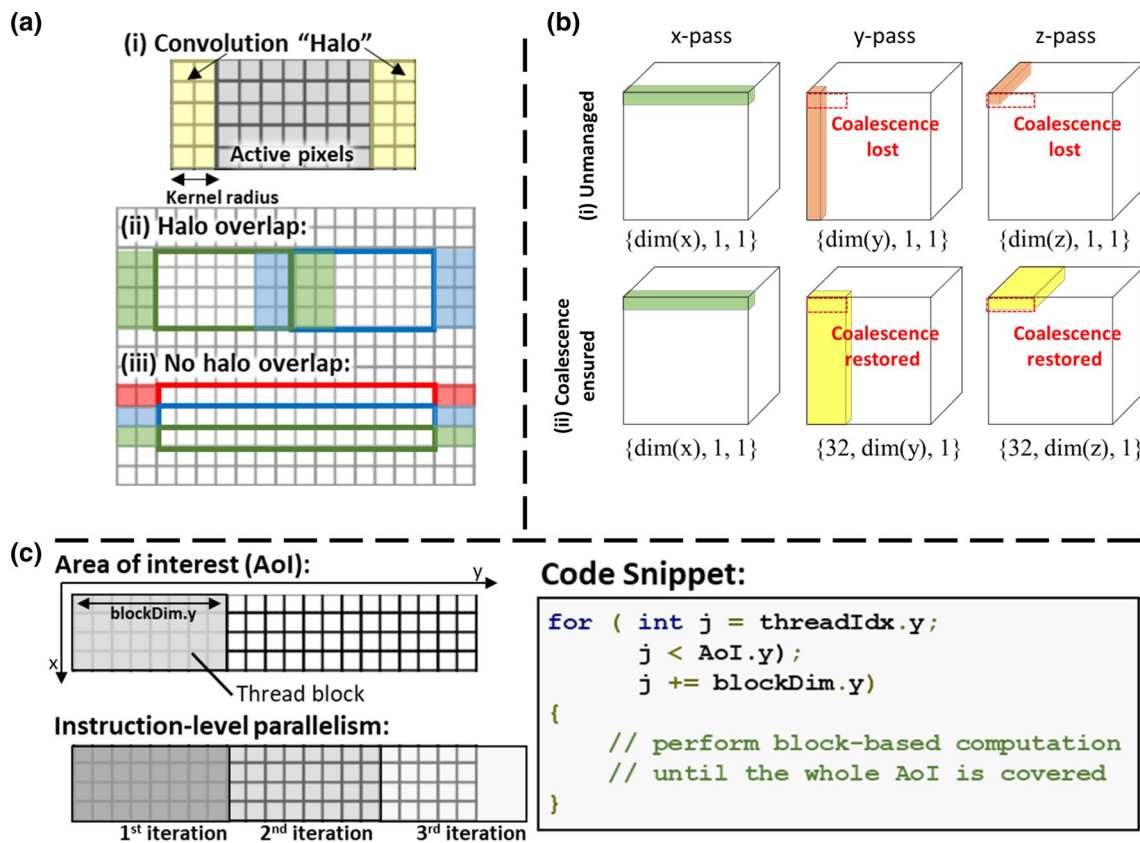 (a)
(i) Convolution “Halo”
Active pixels
Kernel radius
(ii) Halo overlap:
(iii) No halo overlap:
(b)
x-pass
y-pass
z-pass
(i) Unmanaged
Coalescence
lost
Coalescence
lost
{dim(x), 1, 1}
{dim(y), 1, 1}
{dim(z), 1, 1}
(ii) Coalescence
ensured
Coalescence
restored
Coalescence
restored
{dim(x), 1, 1}
{32, dim(y), 1}
{32, dim(z), 1}
(c)
Area of interest (AoI):
y
blockDim.y
x
Thread block
Instruction-level parallelism:
1st iteration
2nd iteration
3rd iteration
Code Snippet:
for ( int j = threadIdx.y;
j < AoI.y);
j += blockDim.y)
{
// perform block-based computation
// until the whole AoI is covered
}